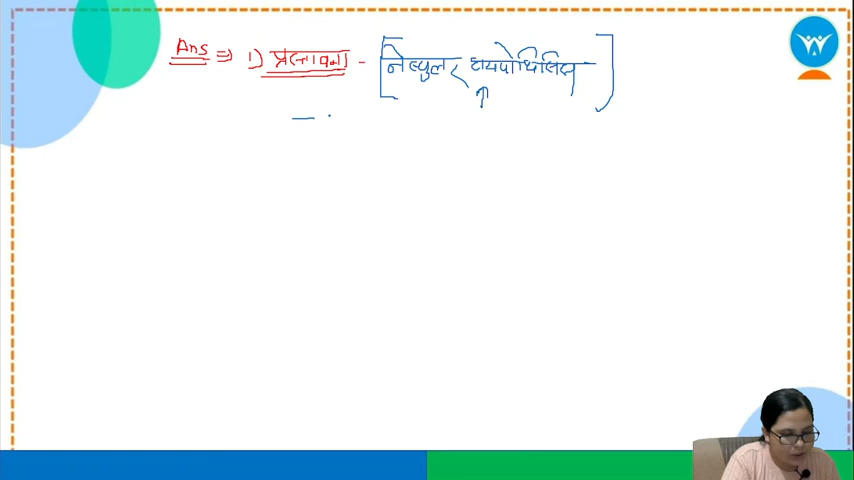 Ans ⇒ 1) प्रस्तावना - [नेब्युलर हायपोथिसिस]